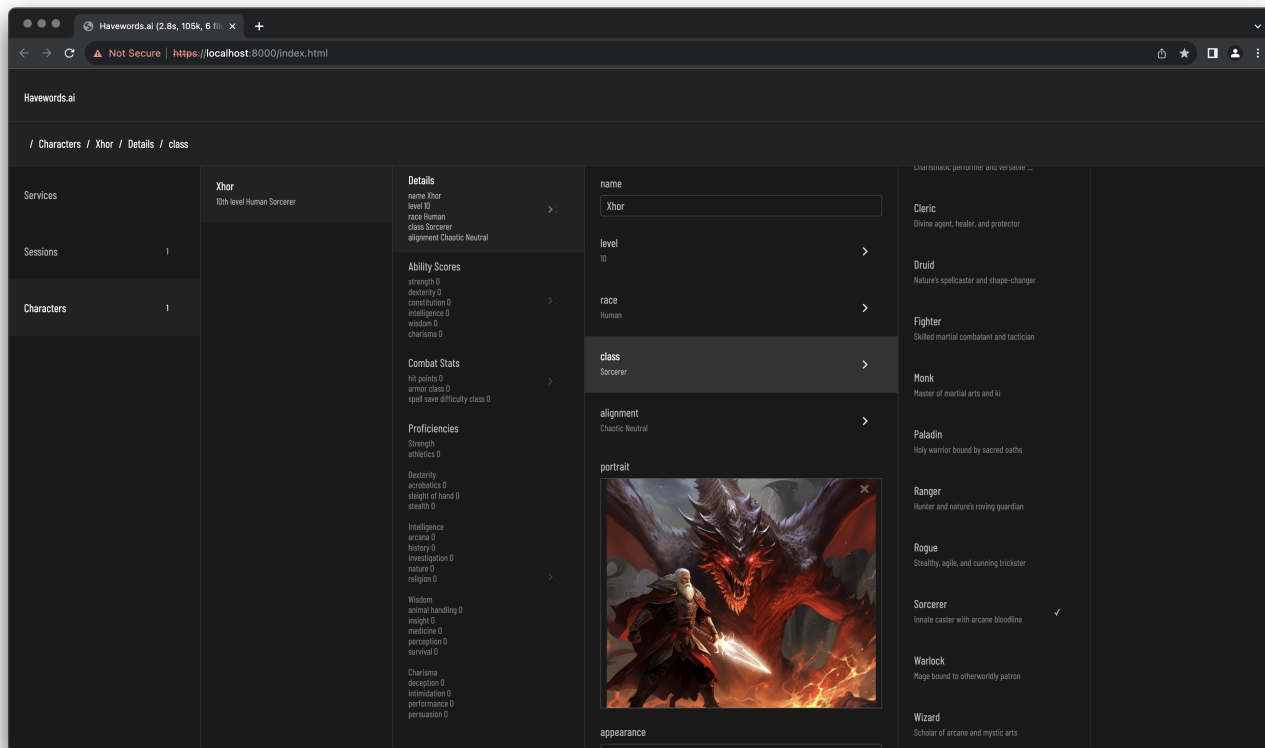 Havewords.ai (2.8s, 105k, 6 fil
Not Secure | https://localhost:8000/index.html
Havewords.ai
/ Characters / Xhor / Details / class
Services
Sessions 1
Characters 1
Xhor
10th level Human Sorcerer
Details
name Xhor
level 10
race Human
class Sorcerer
alignment Chaotic Neutral
Ability Scores
strength 0
dexterity 0
constitution 0
intelligence 0
wisdom 0
charisma 0
Combat Stats
hit points 0
armor class 0
spell save difficulty class 0
Proficiencies
Strength
athletics 0
Dexterity
acrobatics 0
sleight of hand 0
stealth 0
Intelligence
arcana 0
history 0
investigation 0
nature 0
religion 0
Wisdom
animal handling 0
insight 0
medicine 0
perception 0
survival 0
Charisma
deception 0
intimidation 0
performance 0
persuasion 0
name
Xhor
level
10
race
Human
class
Sorcerer
alignment
Chaotic Neutral
portrait
appearance
Charismatic performer and versatile ...
Cleric
Divine agent, healer, and protector
Druid
Nature's spellcaster and shape-changer
Fighter
Skilled martial combatant and tactician
Monk
Master of martial arts and ki
Paladin
Holy warrior bound by sacred oaths
Ranger
Hunter and nature's roving guardian
Rogue
Stealthy, agile, and cunning trickster
Sorcerer ✓
Innate caster with arcane bloodline
Warlock
Mage bound to otherworldly patron
Wizard
Scholar of arcane and mystic arts